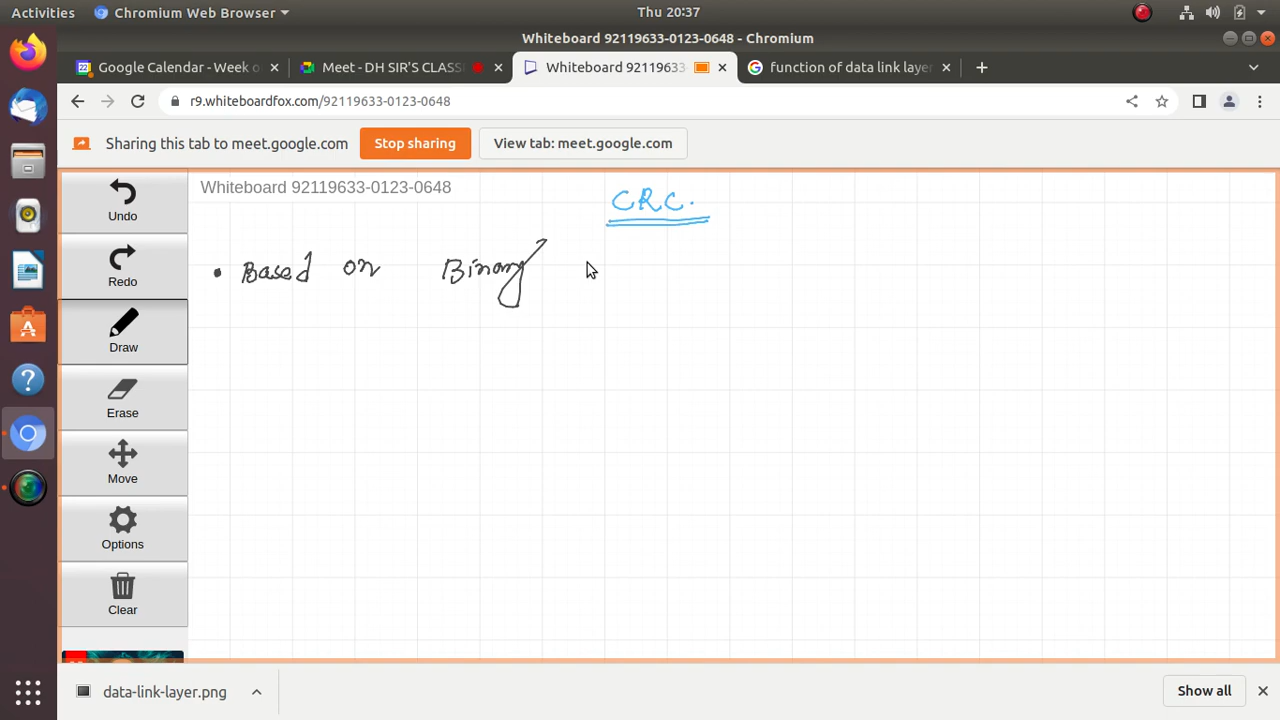 Activities Chromium Web Browser Thu 20:37
Whiteboard 92119633-0123-0648 - Chromium
Google Calendar - Week o Meet - DH SIR'S CLASS Whiteboard 92119633 function of data link layer
r9.whiteboardfox.com/92119633-0123-0648
Sharing this tab to meet.google.com Stop sharing View tab: meet.google.com
Whiteboard 92119633-0123-0648
CRC.
• Based on Binary
Undo
Redo
Draw
Erase
Move
Options
Clear
data-link-layer.png Show all